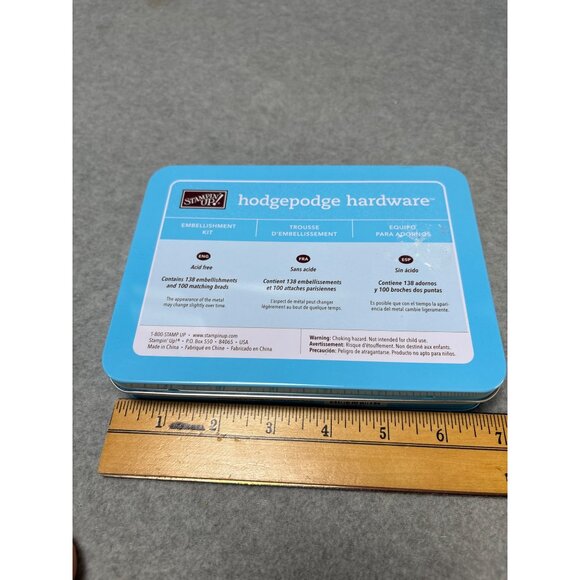 STAMPIN' UP!
hodgepodge hardware™
EMBELLISHMENT KIT
TROUSSE D'EMBELLISSEMENT
EQUIPO PARA ADORNOS
ENG
Acid free
Contains 138 embellishments
and 100 matching brads
The appearance of the metal
may change slightly over time.
FRA
Sans acide
Contient 138 embellissements
et 100 attaches parisiennes
L'aspect de métal peut changer
légèrement au bout de quelque temps.
ESP
Sin ácido
Contiene 138 adornos
y 100 broches dos puntas
Es posible que con el tiempo la apari-
encia del metal cambie ligeramente.
1-800-STAMP UP • www.stampinup.com
Stampin' Up!® • P.O. Box 550 • 84065 • USA
Made in China • Fabriqué en Chine • Fabricado en China
Warning: Choking hazard. Not intended for child use.
Avertissement: Risque d'étouffement. Non destiné aux enfants.
Precaución: Peligro de atragantarse. Producto no apto para niños.
1 2 3 4 5 6 7